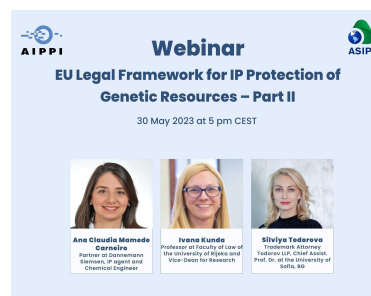 AIPPI
ASIP
Webinar
EU Legal Framework for IP Protection of
Genetic Resources – Part II
30 May 2023 at 5 pm CEST
Ana Claudia Mamede
Carneiro
Partner at Dannemann
Siemsen, IP agent and
Chemical Engineer
Ivana Kunda
Professor at Faculty of Law of
the University of Rijeka and
Vice-Dean for Research
Silviya Todorova
Trademark Attorney
Todorov LLP, Chief Assist.
Prof. Dr. at the University of
Sofia, BG